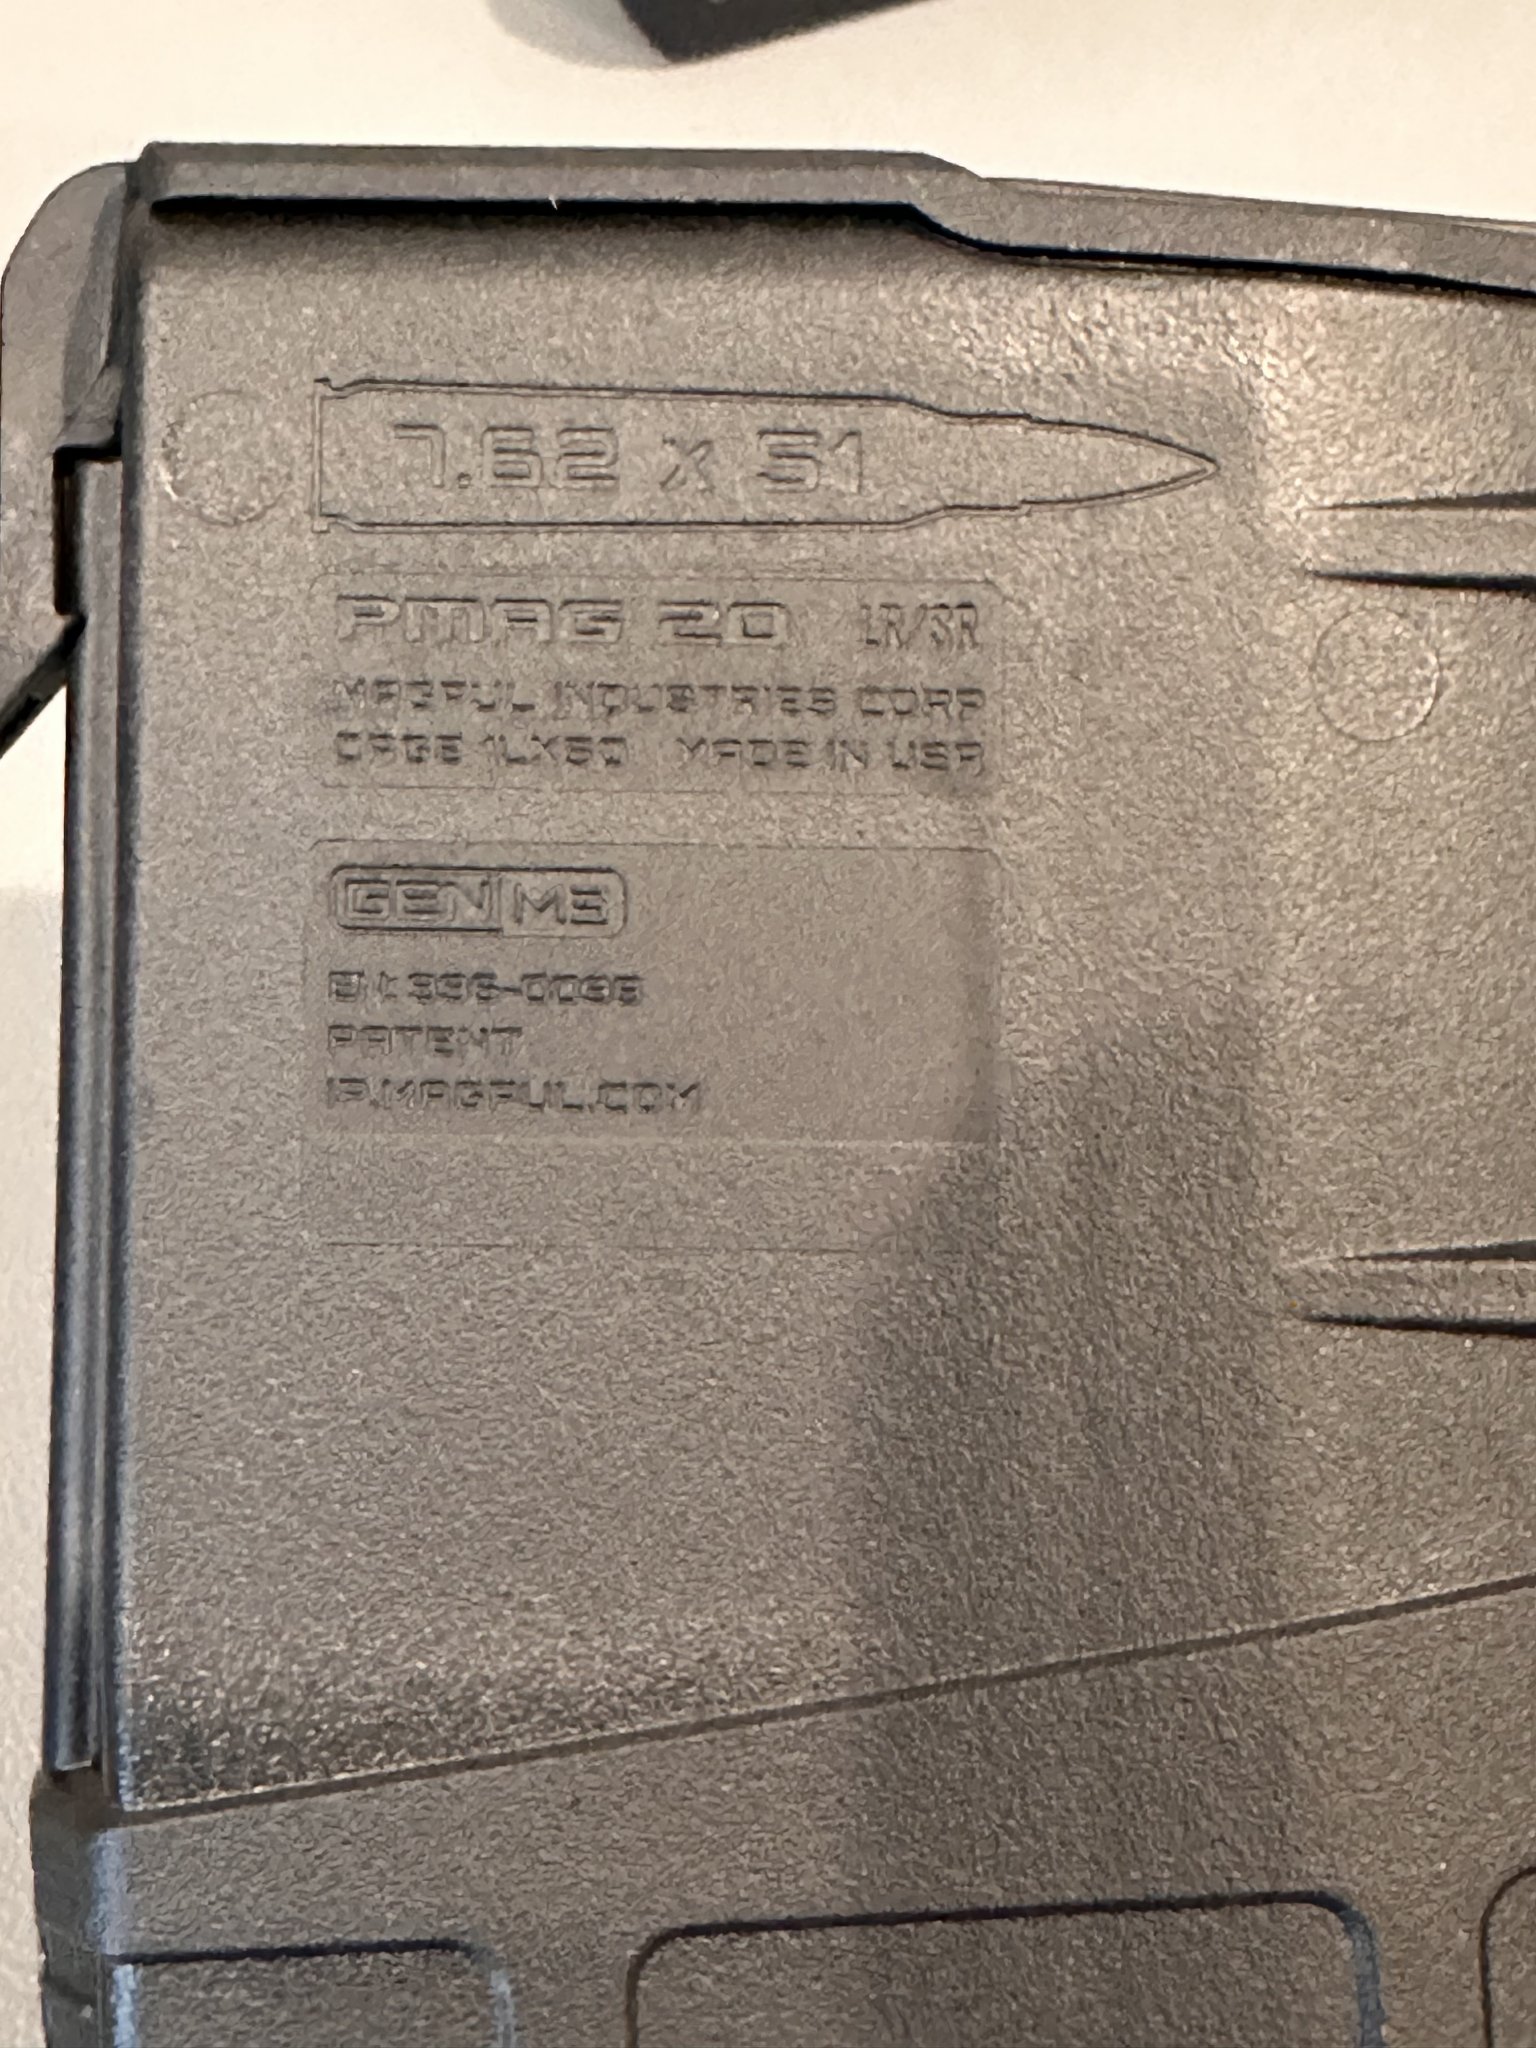 7.62 x 51
PMAG 20 LR/SR
MAGPUL INDUSTRIES CORP
CAGE 1LX50 MADE IN USA
GEN M3
PATENT
IP.MAGPUL.COM